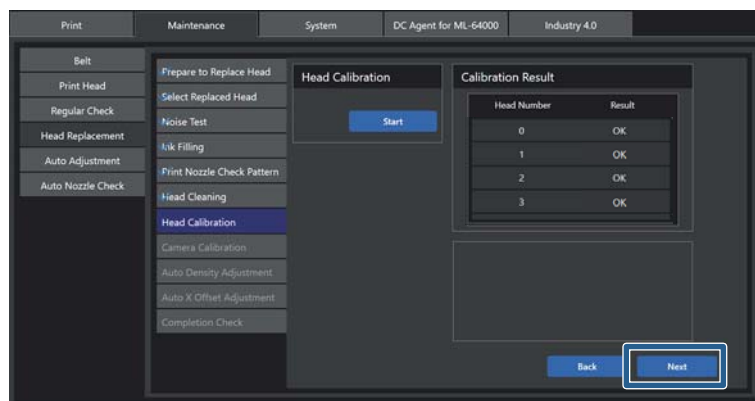 Print Maintenance System DC Agent for ML-64000 Industry 4.0
Belt
Print Head
Regular Check
Head Replacement
Auto Adjustment
Auto Nozzle Check
Prepare to Replace Head
Select Replaced Head
Noise Test
Ink Filling
Print Nozzle Check Pattern
Head Cleaning
Head Calibration
Camera Calibration
Auto Density Adjustment
Auto X Offset Adjustment
Completion Check
Head Calibration
Start
Calibration Result
Head Number Result
0 OK
1 OK
2 OK
3 OK
Back Next